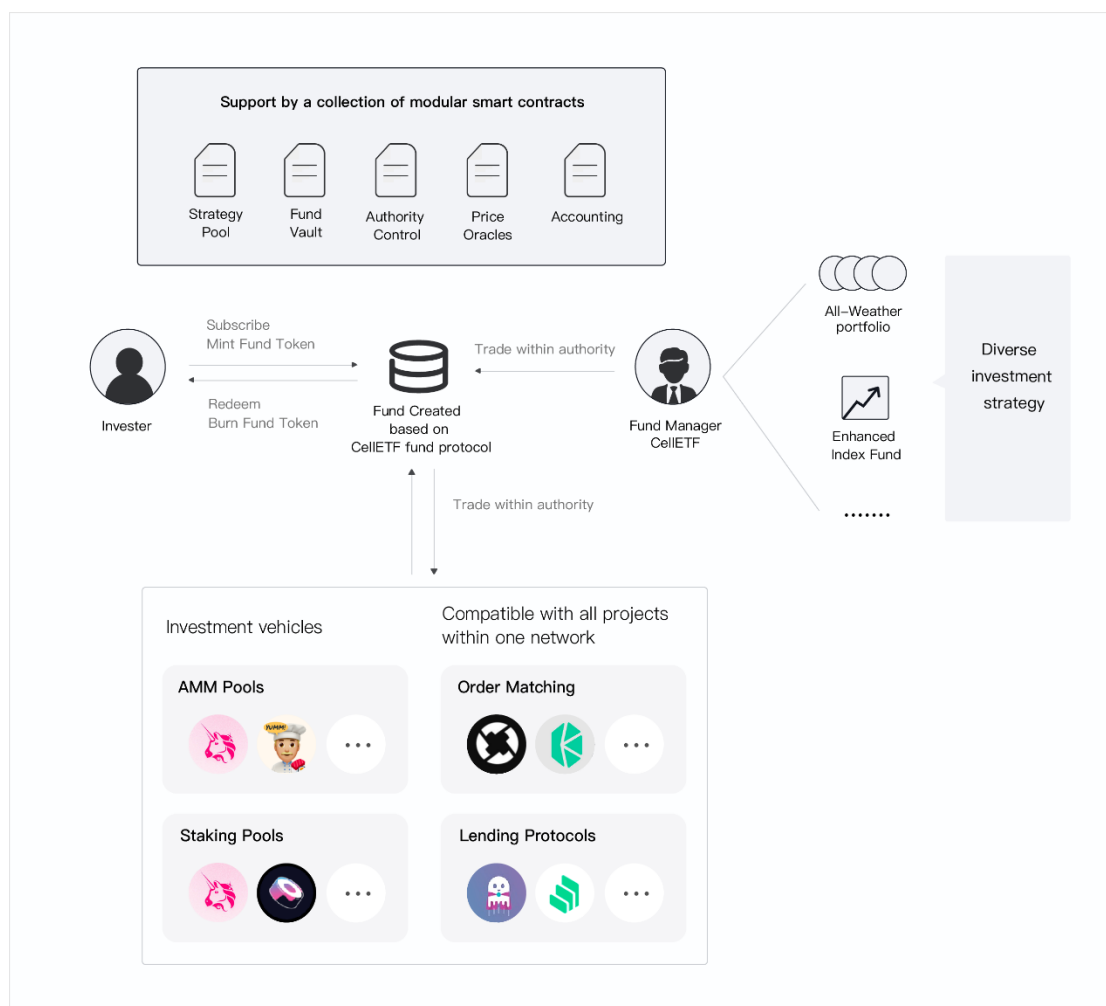 Support by a collection of modular smart contracts
Strategy
Pool
Fund
Vault
Authority
Control
Price
Oracles
Accounting
Subscribe
Mint Fund Token
Redeem
Burn Fund Token
Invester
Fund Created
based on
CellETF fund protocol
Trade within authority
Fund Manager
CellETF
All-Weather
portfolio
Enhanced
Index Fund
.......
Diverse
investment
strategy
Trade within authority
Investment vehicles
Compatible with all projects
within one network
AMM Pools
YUMM!
...
Order Matching
...
Staking Pools
...
Lending Protocols
...